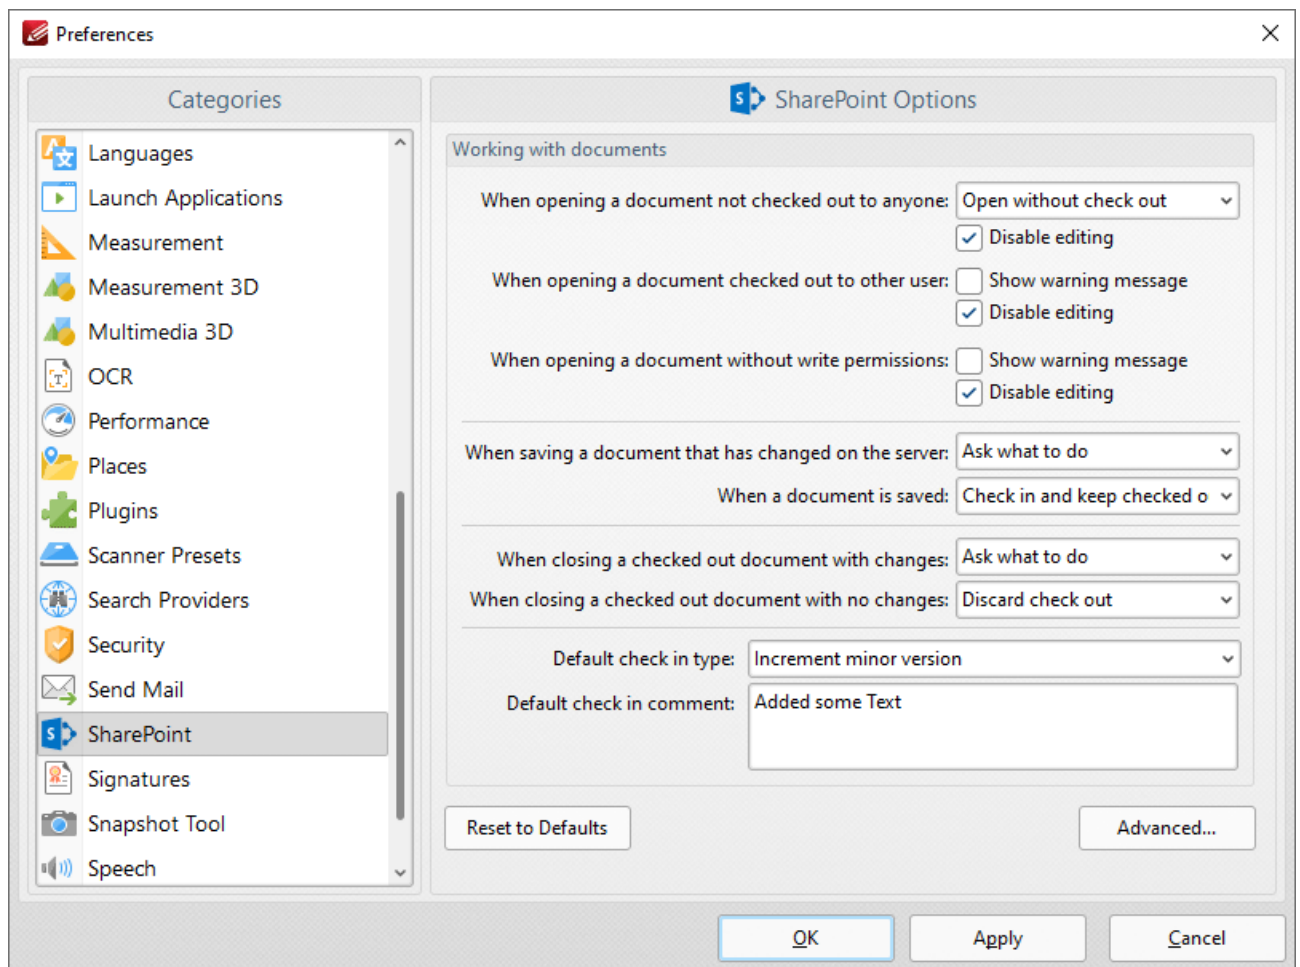 Preferences
Categories
Languages
Launch Applications
Measurement
Measurement 3D
Multimedia 3D
OCR
Performance
Places
Plugins
Scanner Presets
Search Providers
Security
Send Mail
SharePoint
Signatures
Snapshot Tool
Speech
SharePoint Options
Working with documents
When opening a document not checked out to anyone: Open without check out
Disable editing
When opening a document checked out to other user: Show warning message
Disable editing
When opening a document without write permissions: Show warning message
Disable editing
When saving a document that has changed on the server: Ask what to do
When a document is saved: Check in and keep checked o
When closing a checked out document with changes: Ask what to do
When closing a checked out document with no changes: Discard check out
Default check in type: Increment minor version
Default check in comment: Added some Text
Reset to Defaults Advanced...
OK Apply Cancel